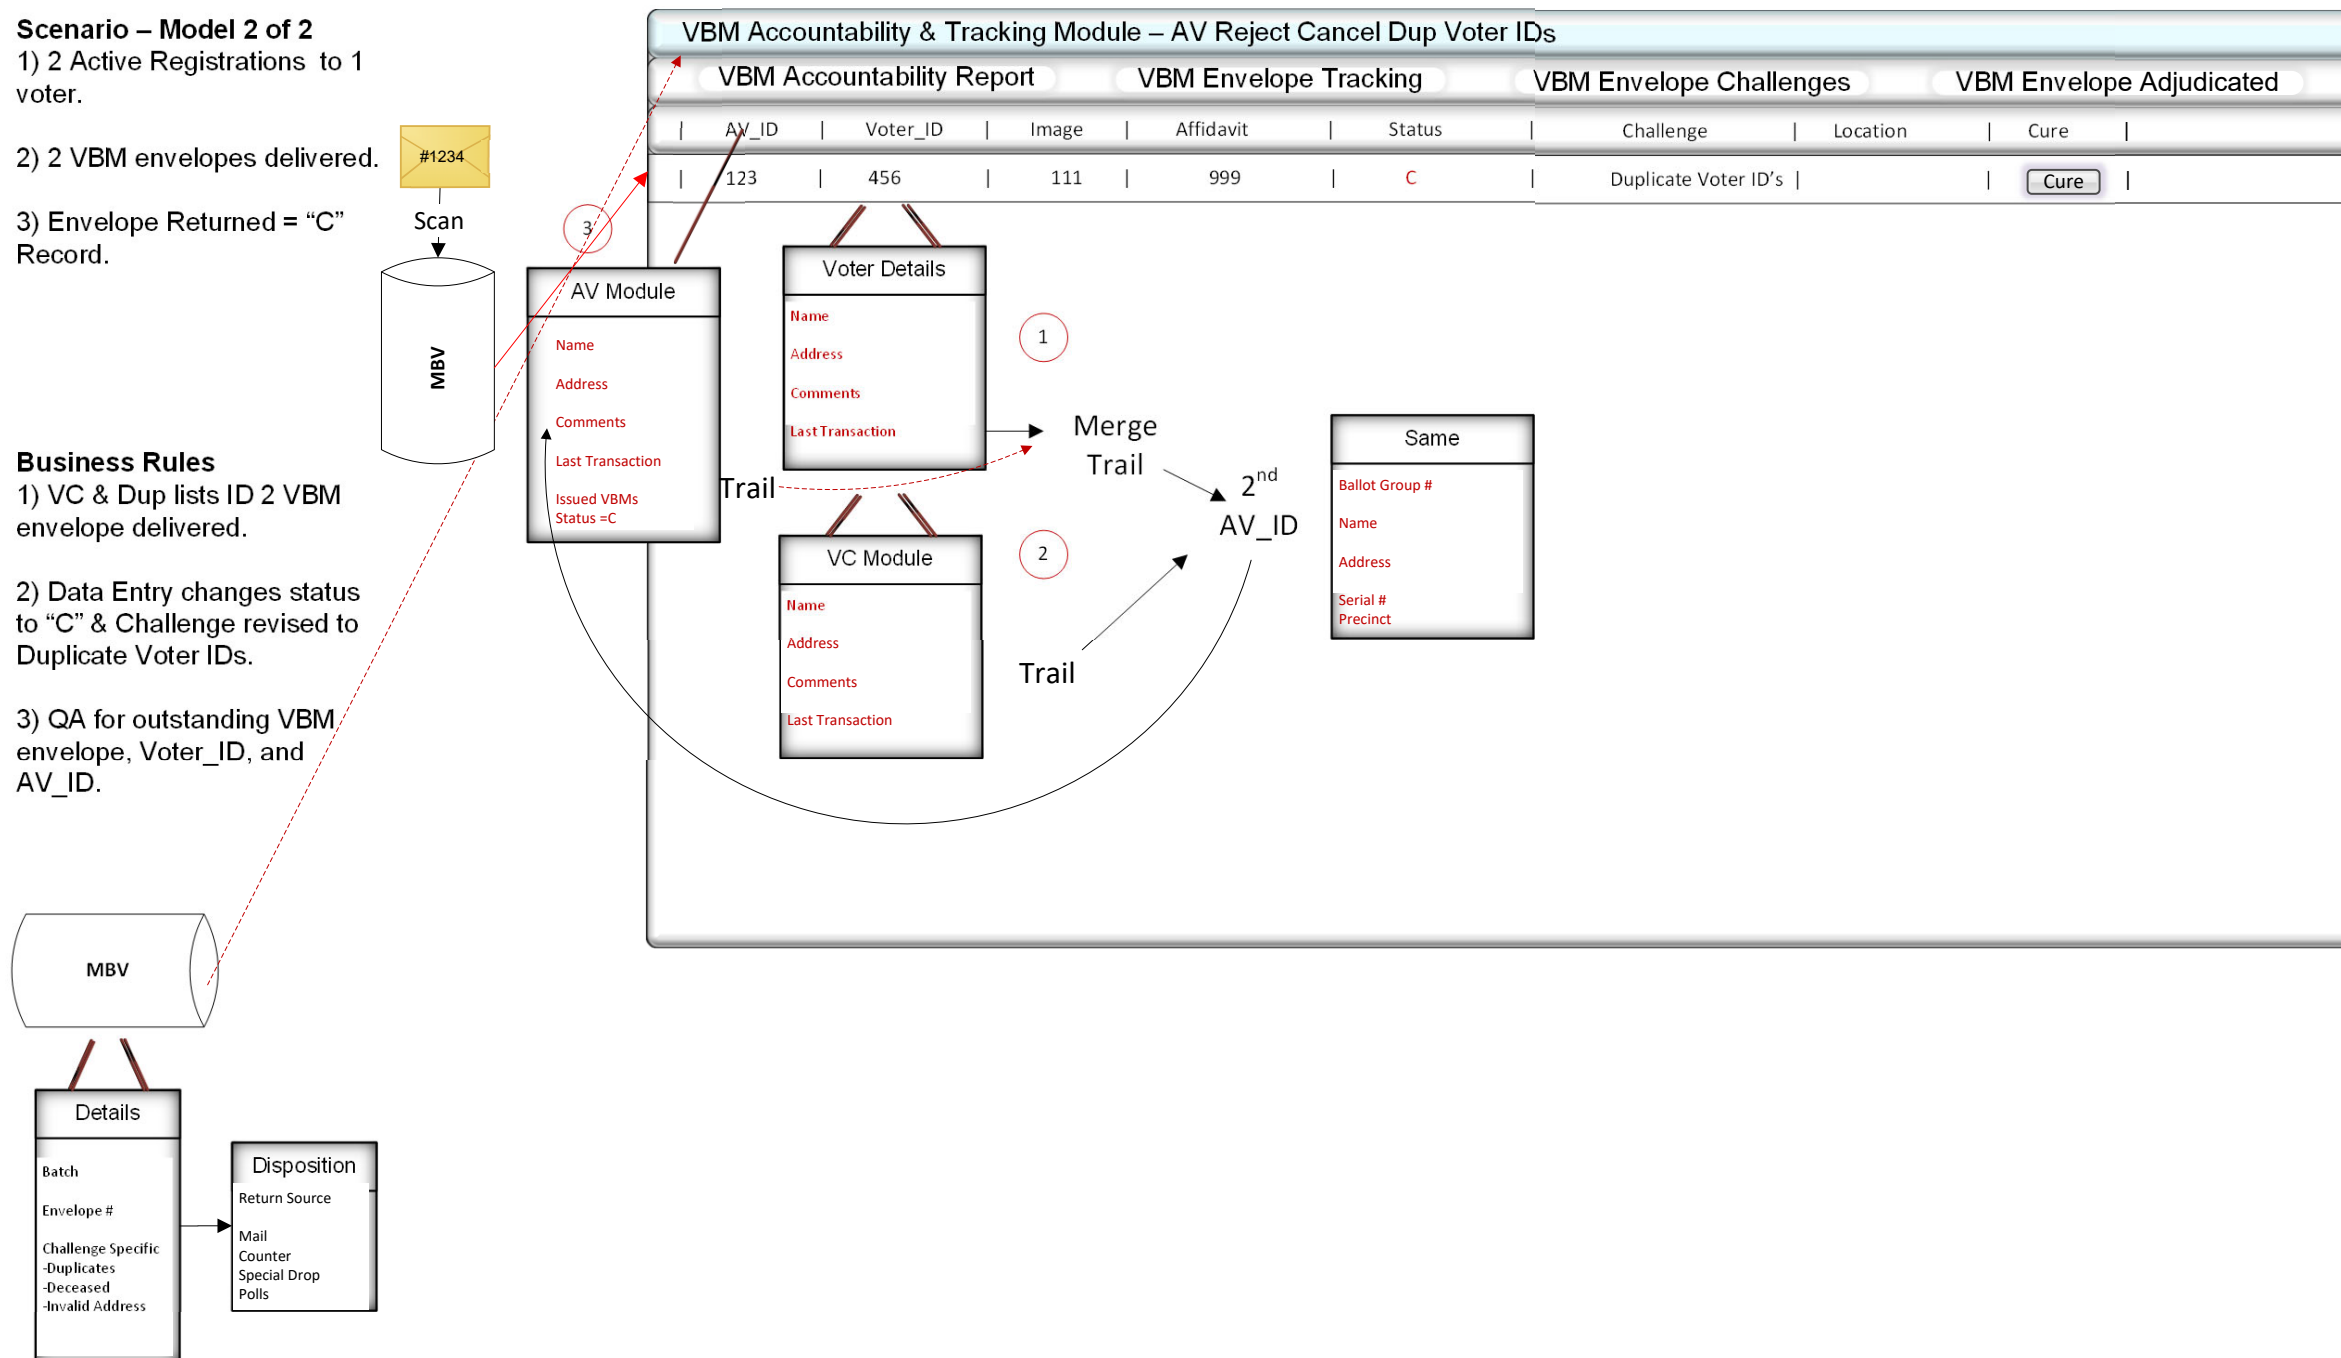 Scenario – Model 2 of 2
1) 2 Active Registrations to 1
voter.
2) 2 VBM envelopes delivered.
3) Envelope Returned = “C”
Record.
#1234
Scan
MBV
Business Rules
1) VC & Dup lists ID 2 VBM
envelope delivered.
2) Data Entry changes status
to “C” & Challenge revised to
Duplicate Voter IDs.
3) QA for outstanding VBM
envelope, Voter_ID, and
AV_ID.
MBV
Details
Batch
Envelope #
Challenge Specific
-Duplicates
-Deceased
-Invalid Address
Disposition
Return Source
Mail
Counter
Special Drop
Polls
VBM Accountability & Tracking Module – AV Reject Cancel Dup Voter IDs
VBM Accountability Report VBM Envelope Tracking VBM Envelope Challenges VBM Envelope Adjudicated
| AV_ID | Voter_ID | Image | Affidavit | Status | Challenge | Location | Cure |
| 123 | 456 | 111 | 999 | C | Duplicate Voter ID’s | | Cure |
3
AV Module
Name
Address
Comments
Last Transaction
Issued VBMs
Status =C
Trail
Voter Details
Name
Address
Comments
Last Transaction
1
Merge
Trail
VC Module
Name
Address
Comments
Last Transaction
2
Trail
2nd
AV_ID
Same
Ballot Group #
Name
Address
Serial #
Precinct